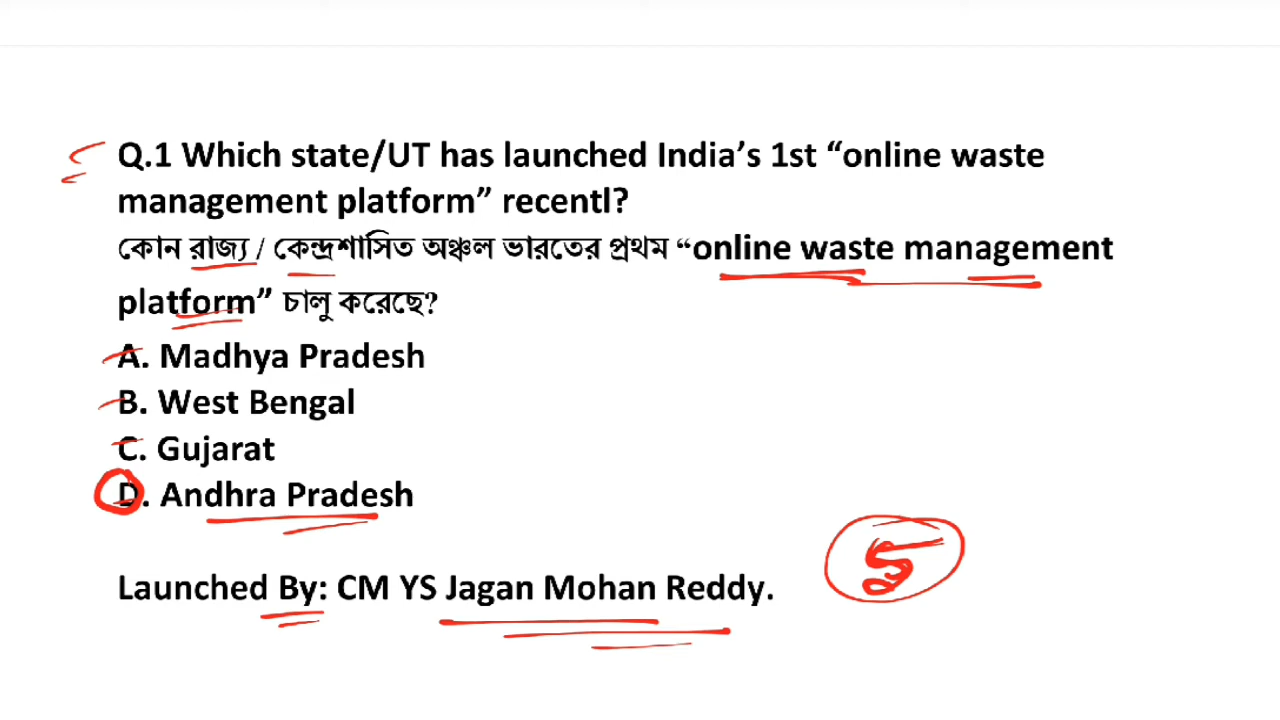 Q.1 Which state/UT has launched India’s 1st “online waste
management platform” recentl?
কোন রাজ্য / কেন্দ্রশাসিত অঞ্চল ভারতের প্রথম “online waste management
platform” চালু করেছে?
A. Madhya Pradesh
B. West Bengal
C. Gujarat
D. Andhra Pradesh
Launched By: CM YS Jagan Mohan Reddy.